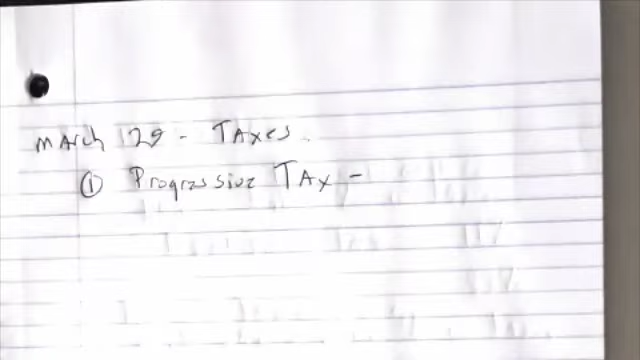 March 29 - Taxes.
① Progressive Tax -